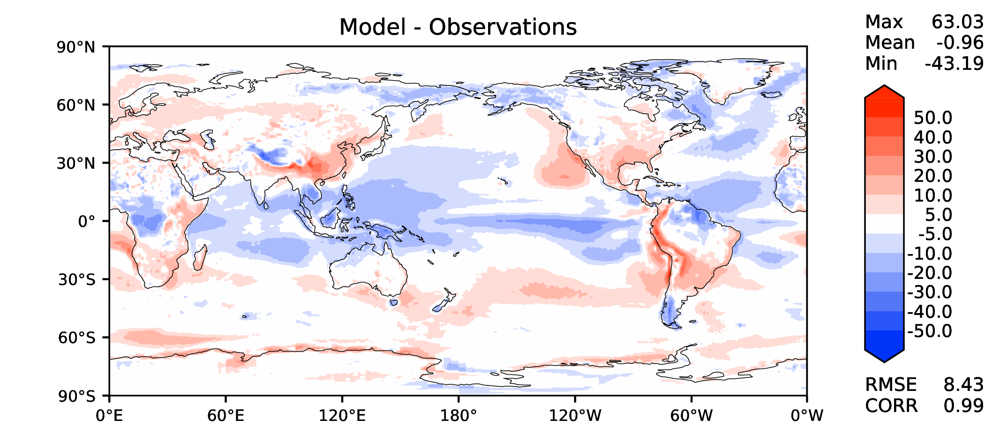 Model - Observations
Max 63.03
Mean -0.96
Min -43.19
90°N
60°N
30°N
0°
30°S
60°S
90°S
0°E 60°E 120°E 180° 120°W 60°W 0°W
50.0
40.0
30.0
20.0
10.0
5.0
-5.0
-10.0
-20.0
-30.0
-40.0
-50.0
RMSE 8.43
CORR 0.99